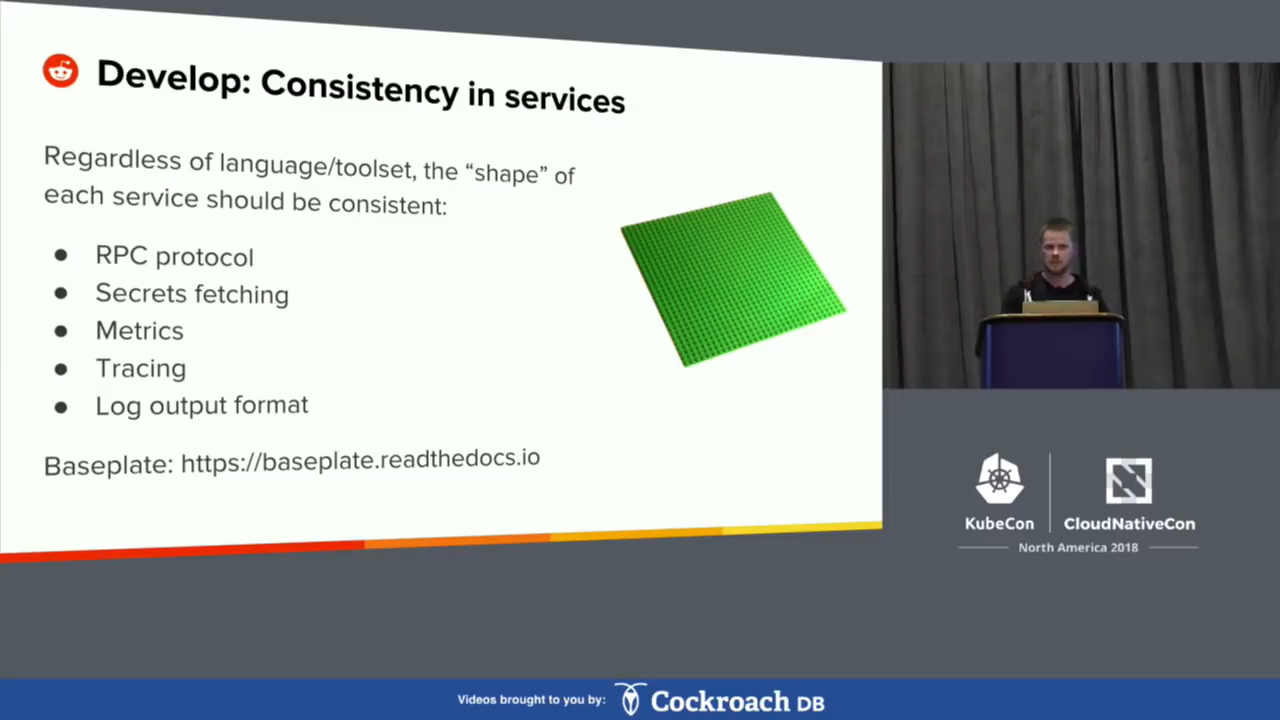 Develop: Consistency in services
Regardless of language/toolset, the “shape” of
each service should be consistent:
● RPC protocol
● Secrets fetching
● Metrics
● Tracing
● Log output format
Baseplate: https://baseplate.readthedocs.io
KubeCon
CloudNativeCon
North America 2018
Videos brought to you by:
Cockroach DB